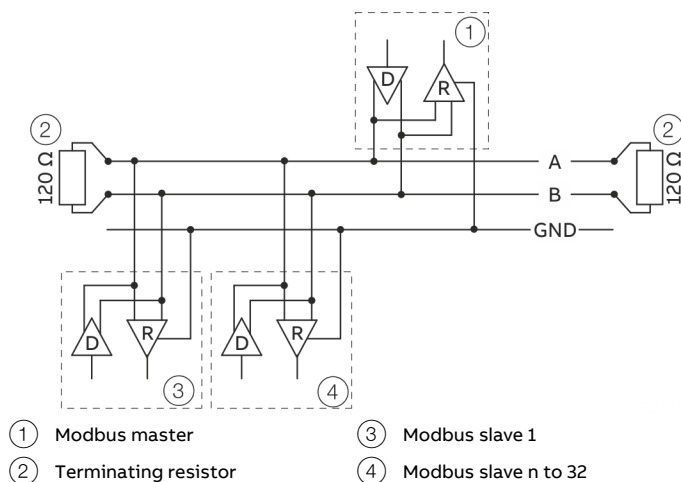 1
D
R
2
120 Ω
A
B
GND
2
120 Ω
D
R
3
D
R
4
1 Modbus master
3 Modbus slave 1
2 Terminating resistor
4 Modbus slave n to 32